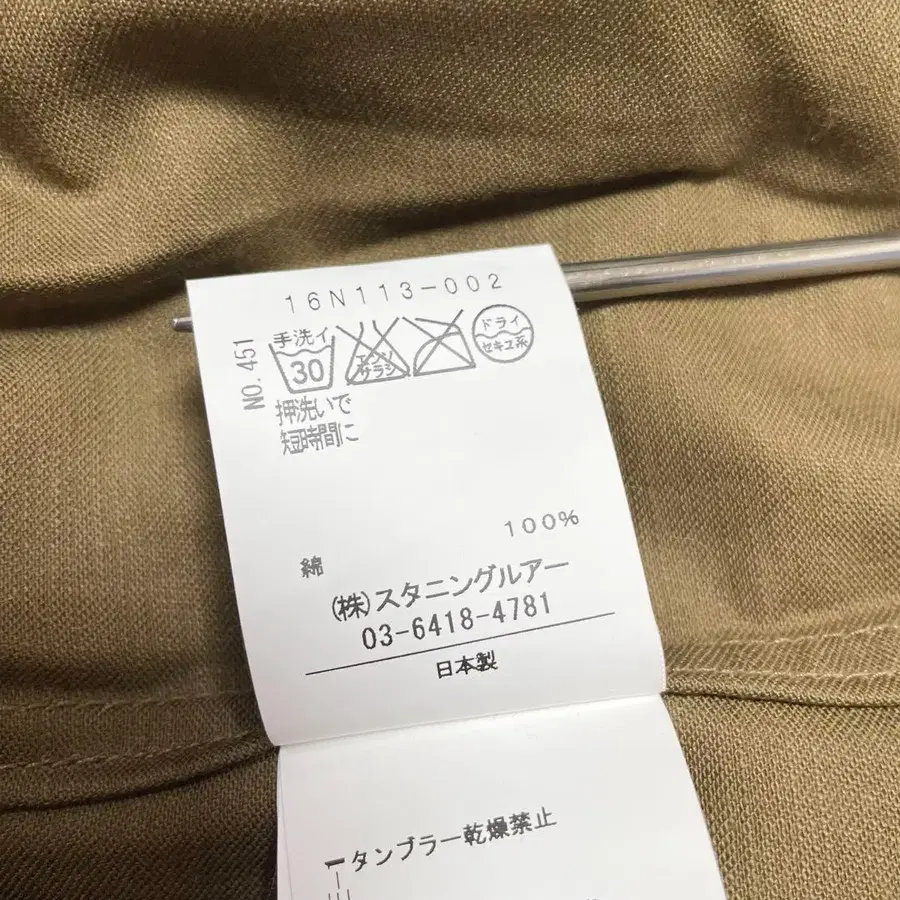 16N113-002
NO. 451
手洗イ
30
エンソ
サラシ
ドライ
セキユ系
押洗いで
短時間に
綿 100%
(株)スタニングルアー
03-6418-4781
日本製
タンブラー乾燥禁止